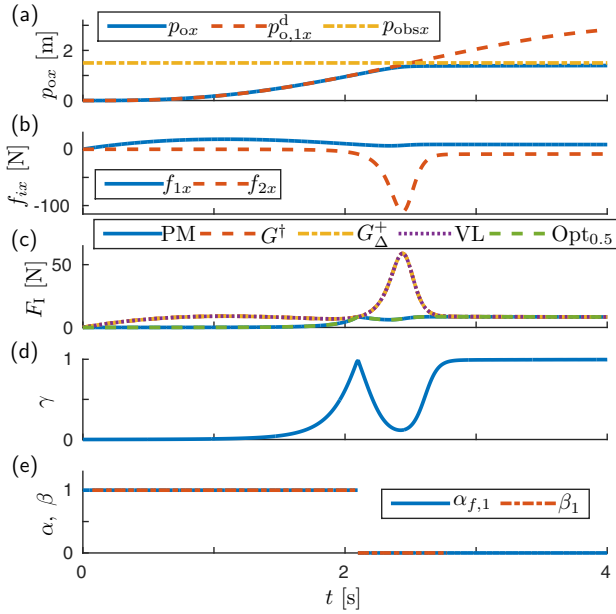 (a)
p_ox p^d_o,1x p_obsx
2
0
p_ox [m]
(b)
0
-100
f_ix [N]
f_1x f_2x
(c)
PM G^† G^+_Δ VL Opt_0.5
50
0
F_I [N]
(d)
1
0
γ
(e)
1
0
α, β
α_f,1 β_1
0 2 4
t [s]